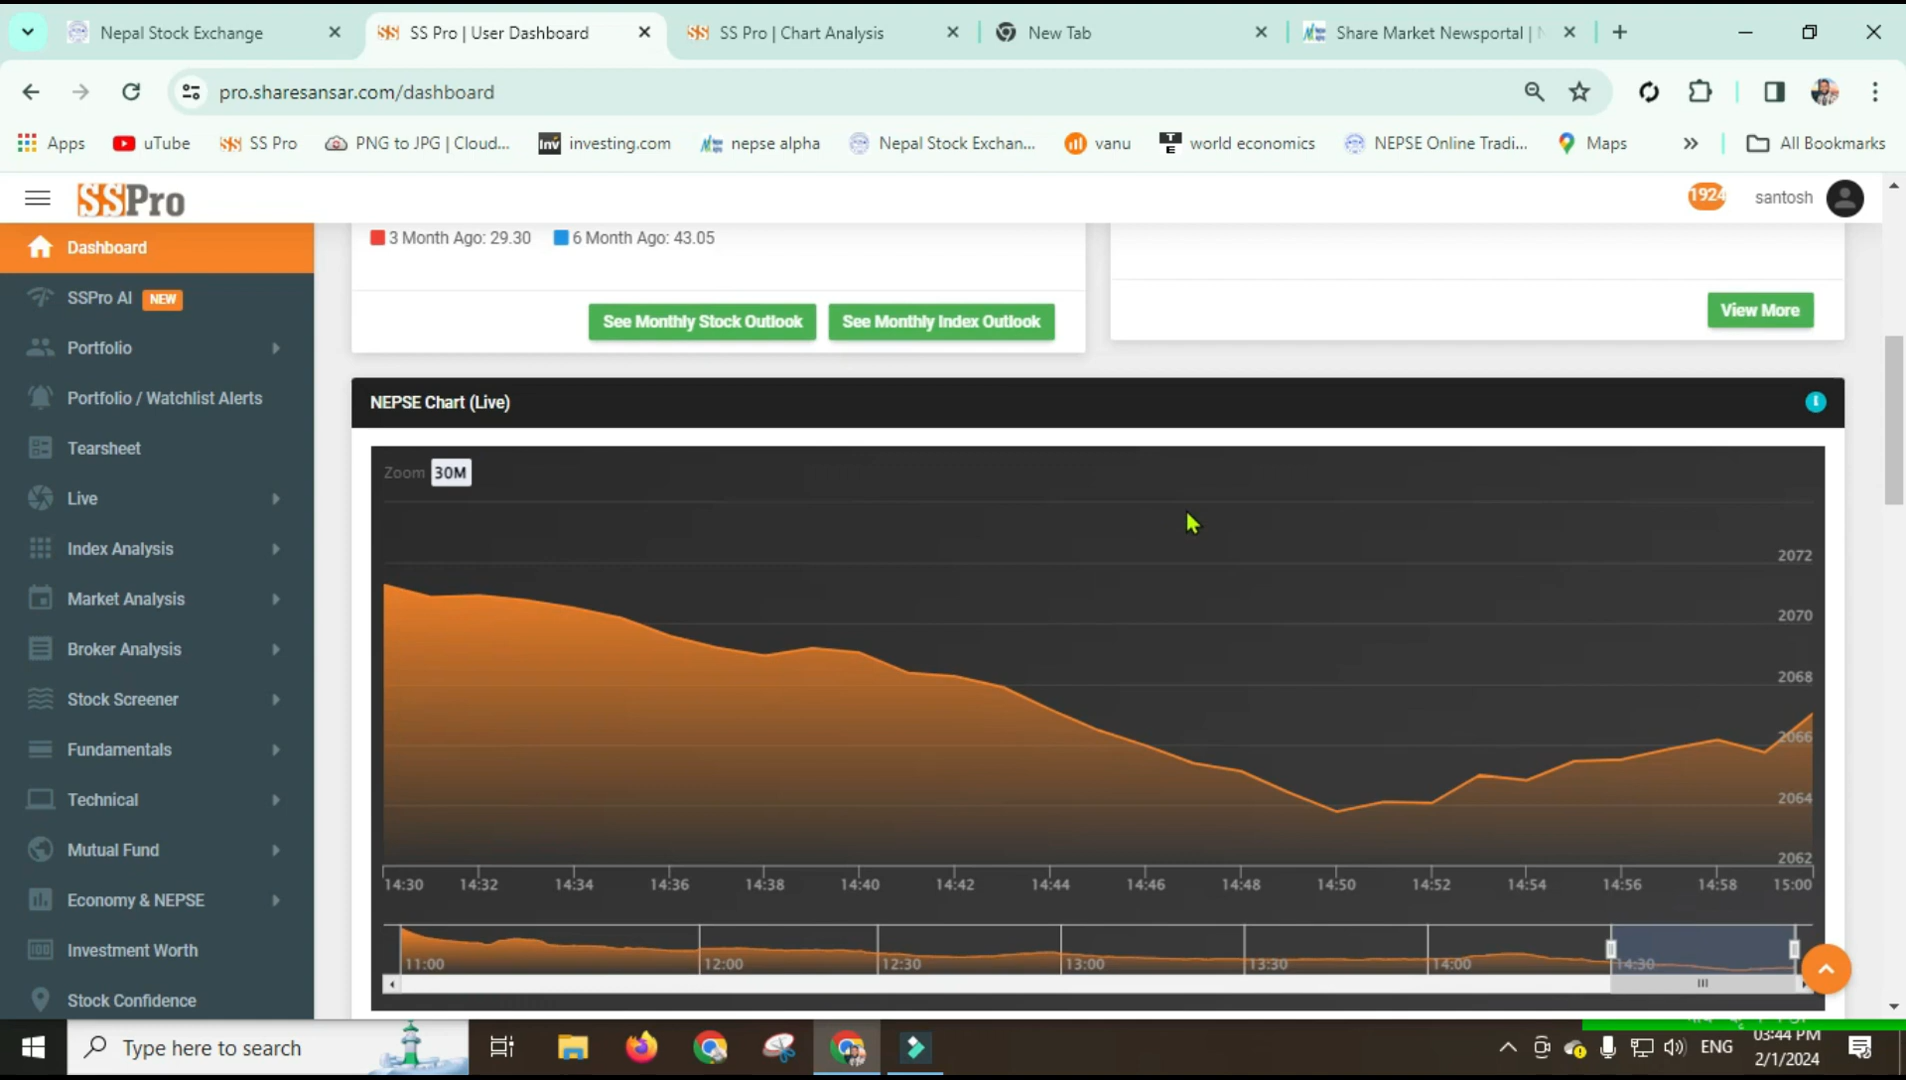 Nepal Stock Exchange
SS Pro | User Dashboard
SS Pro | Chart Analysis
New Tab
Share Market Newsportal |
pro.sharesansar.com/dashboard
Apps
uTube
SS Pro
PNG to JPG | Cloud...
Inv investing.com
nepse alpha
Nepal Stock Exchan...
vanu
TE world economics
NEPSE Online Tradi...
Maps
All Bookmarks
SSPro
1924
santosh
Dashboard
SSPro AI NEW
Portfolio
Portfolio / Watchlist Alerts
Tearsheet
Live
Index Analysis
Market Analysis
Broker Analysis
Stock Screener
Fundamentals
Technical
Mutual Fund
Economy & NEPSE
Investment Worth
Stock Confidence
3 Month Ago: 29.30 6 Month Ago: 43.05
See Monthly Stock Outlook See Monthly Index Outlook
View More
NEPSE Chart (Live)
Zoom 30M
2072
2070
2068
2066
2064
2062
14:30 14:32 14:34 14:36 14:38 14:40 14:42 14:44 14:46 14:48 14:50 14:52 14:54 14:56 14:58 15:00
11:00 12:00 12:30 13:00 13:30 14:00 14:30
Type here to search
ENG
03:44 PM
2/1/2024